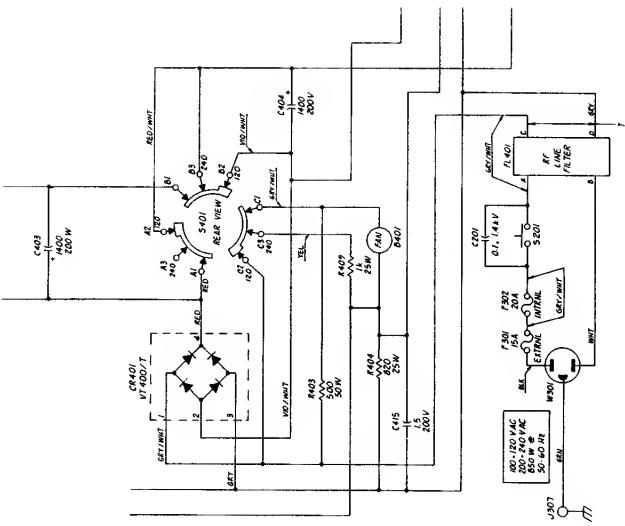 C403
1400
200 W
RED/WHT
B1
B3
240
B2
120
VIO/WHT
C404
1400
200V
A2
120
S401
REAR VIEW
A3
240
A1
RED
C1
GRY/WHT
C3
240
C2
120
YEL
RED
CR401
VT400/T
1
2
3
4
GRY/WHT
GRY
VIO/WHT
R403
500
50W
R409
1k
25W
FAN
B401
R404
820
25W
C415
1.5
200V
GRY/WHT
FL401
RF
LINE
FILTER
A
B
C
D
GRY
C201
0.1, 1.4kV
S201
F302
20A
INTRNL
GRY/WHT
F301
15A
EXTRNL
WHT
BLK
W301
100-120 VAC
200-240 VAC
850 W @
50-60 HZ
GRN
J307